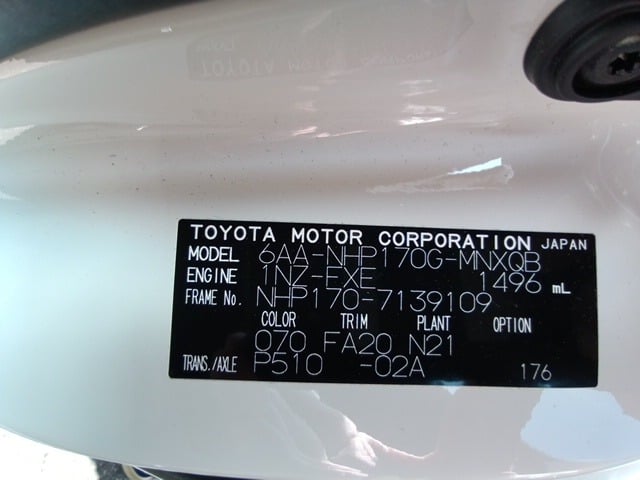 TOYOTA MOTOR CORPORATION JAPAN
MODEL 6AA-NHP170G-MNXQB
ENGINE 1NZ-EXE 1496 mL
FRAME No. NHP170-7139109
COLOR TRIM PLANT OPTION
070 FA20 N21
TRANS./AXLE P510 -02A 176